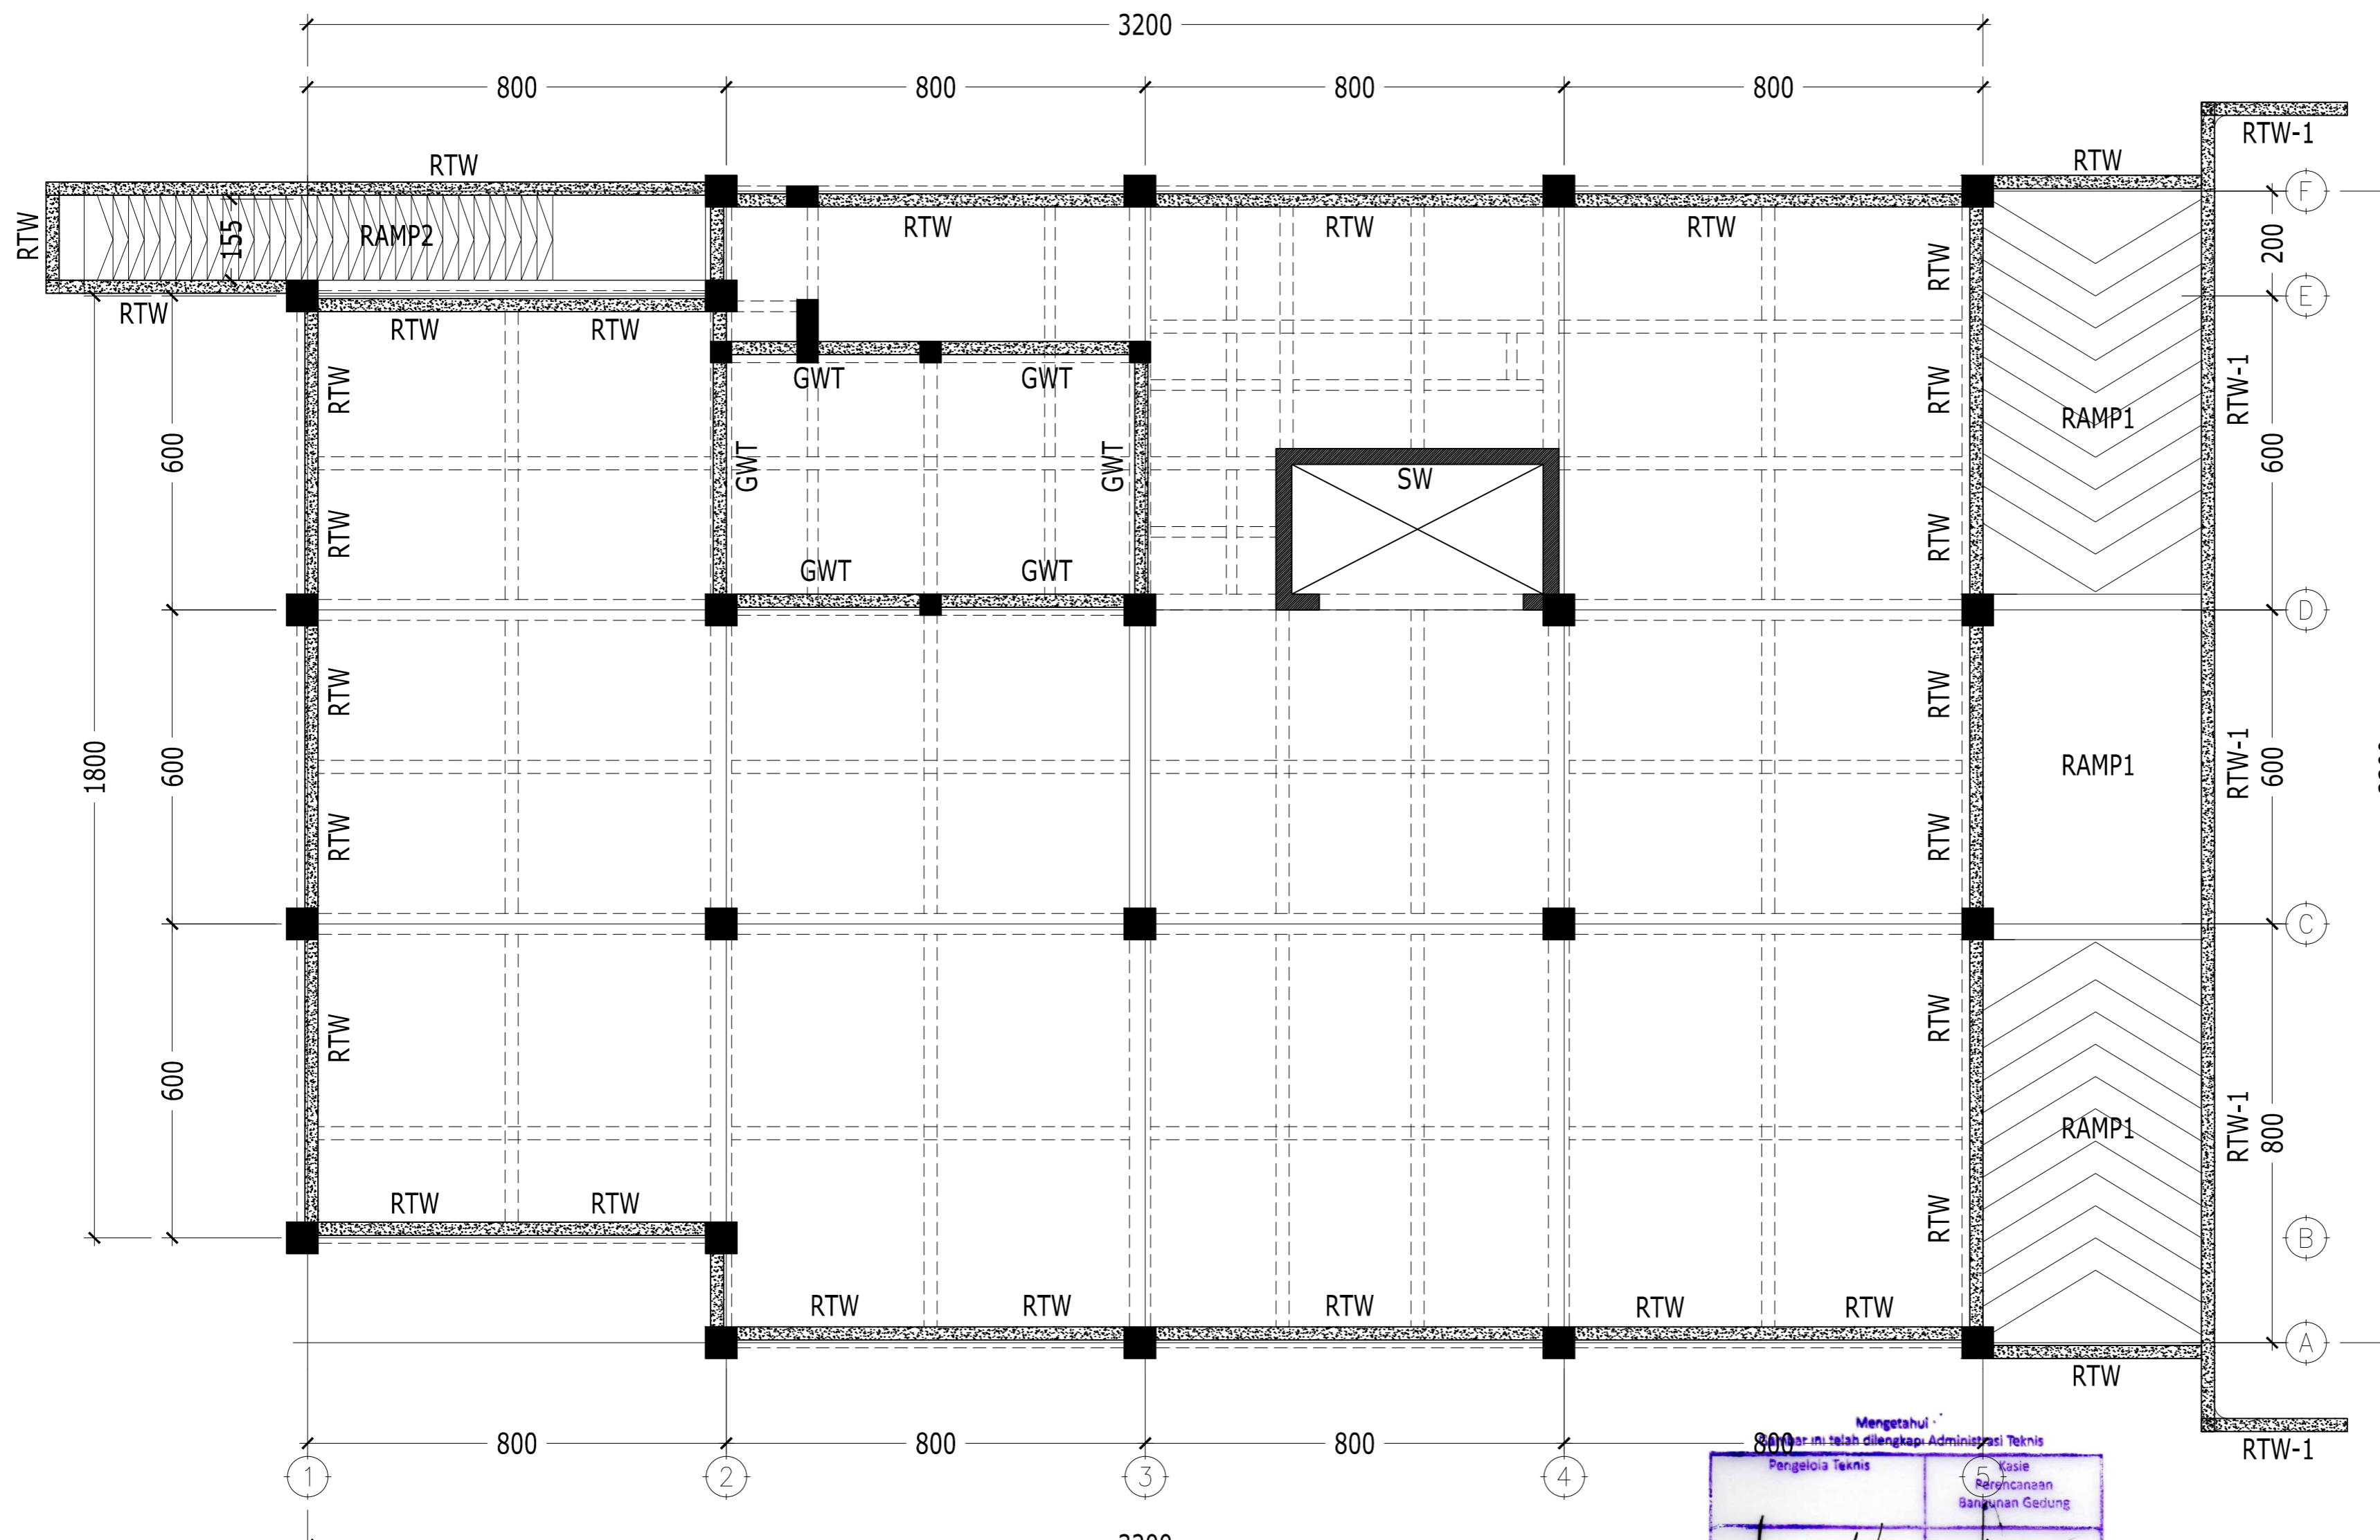 3200
800 800 800 800
RTW-1
RTW RTW
F
RTW 155 RAMP2 RTW RTW RTW RTW 200
E
RTW RTW RTW
RTW GWT GWT RTW RAMP1 RTW-1
600 GWT GWT SW 600
RTW GWT GWT RTW
D
RTW RTW
1800 600 RAMP1 RTW-1 600
RTW RTW
C
RTW RTW
600 RAMP1 RTW-1 800
RTW RTW RTW
B
RTW RTW RTW RTW RTW
A
RTW
Mengetahui
Gambar ini telah dilengkapi Administrasi Teknis
800 800 800 800
RTW-1
Pengelola Teknis Kasie
1 2 3 4 5
Perencanaan
Bangunan Gedung
3200